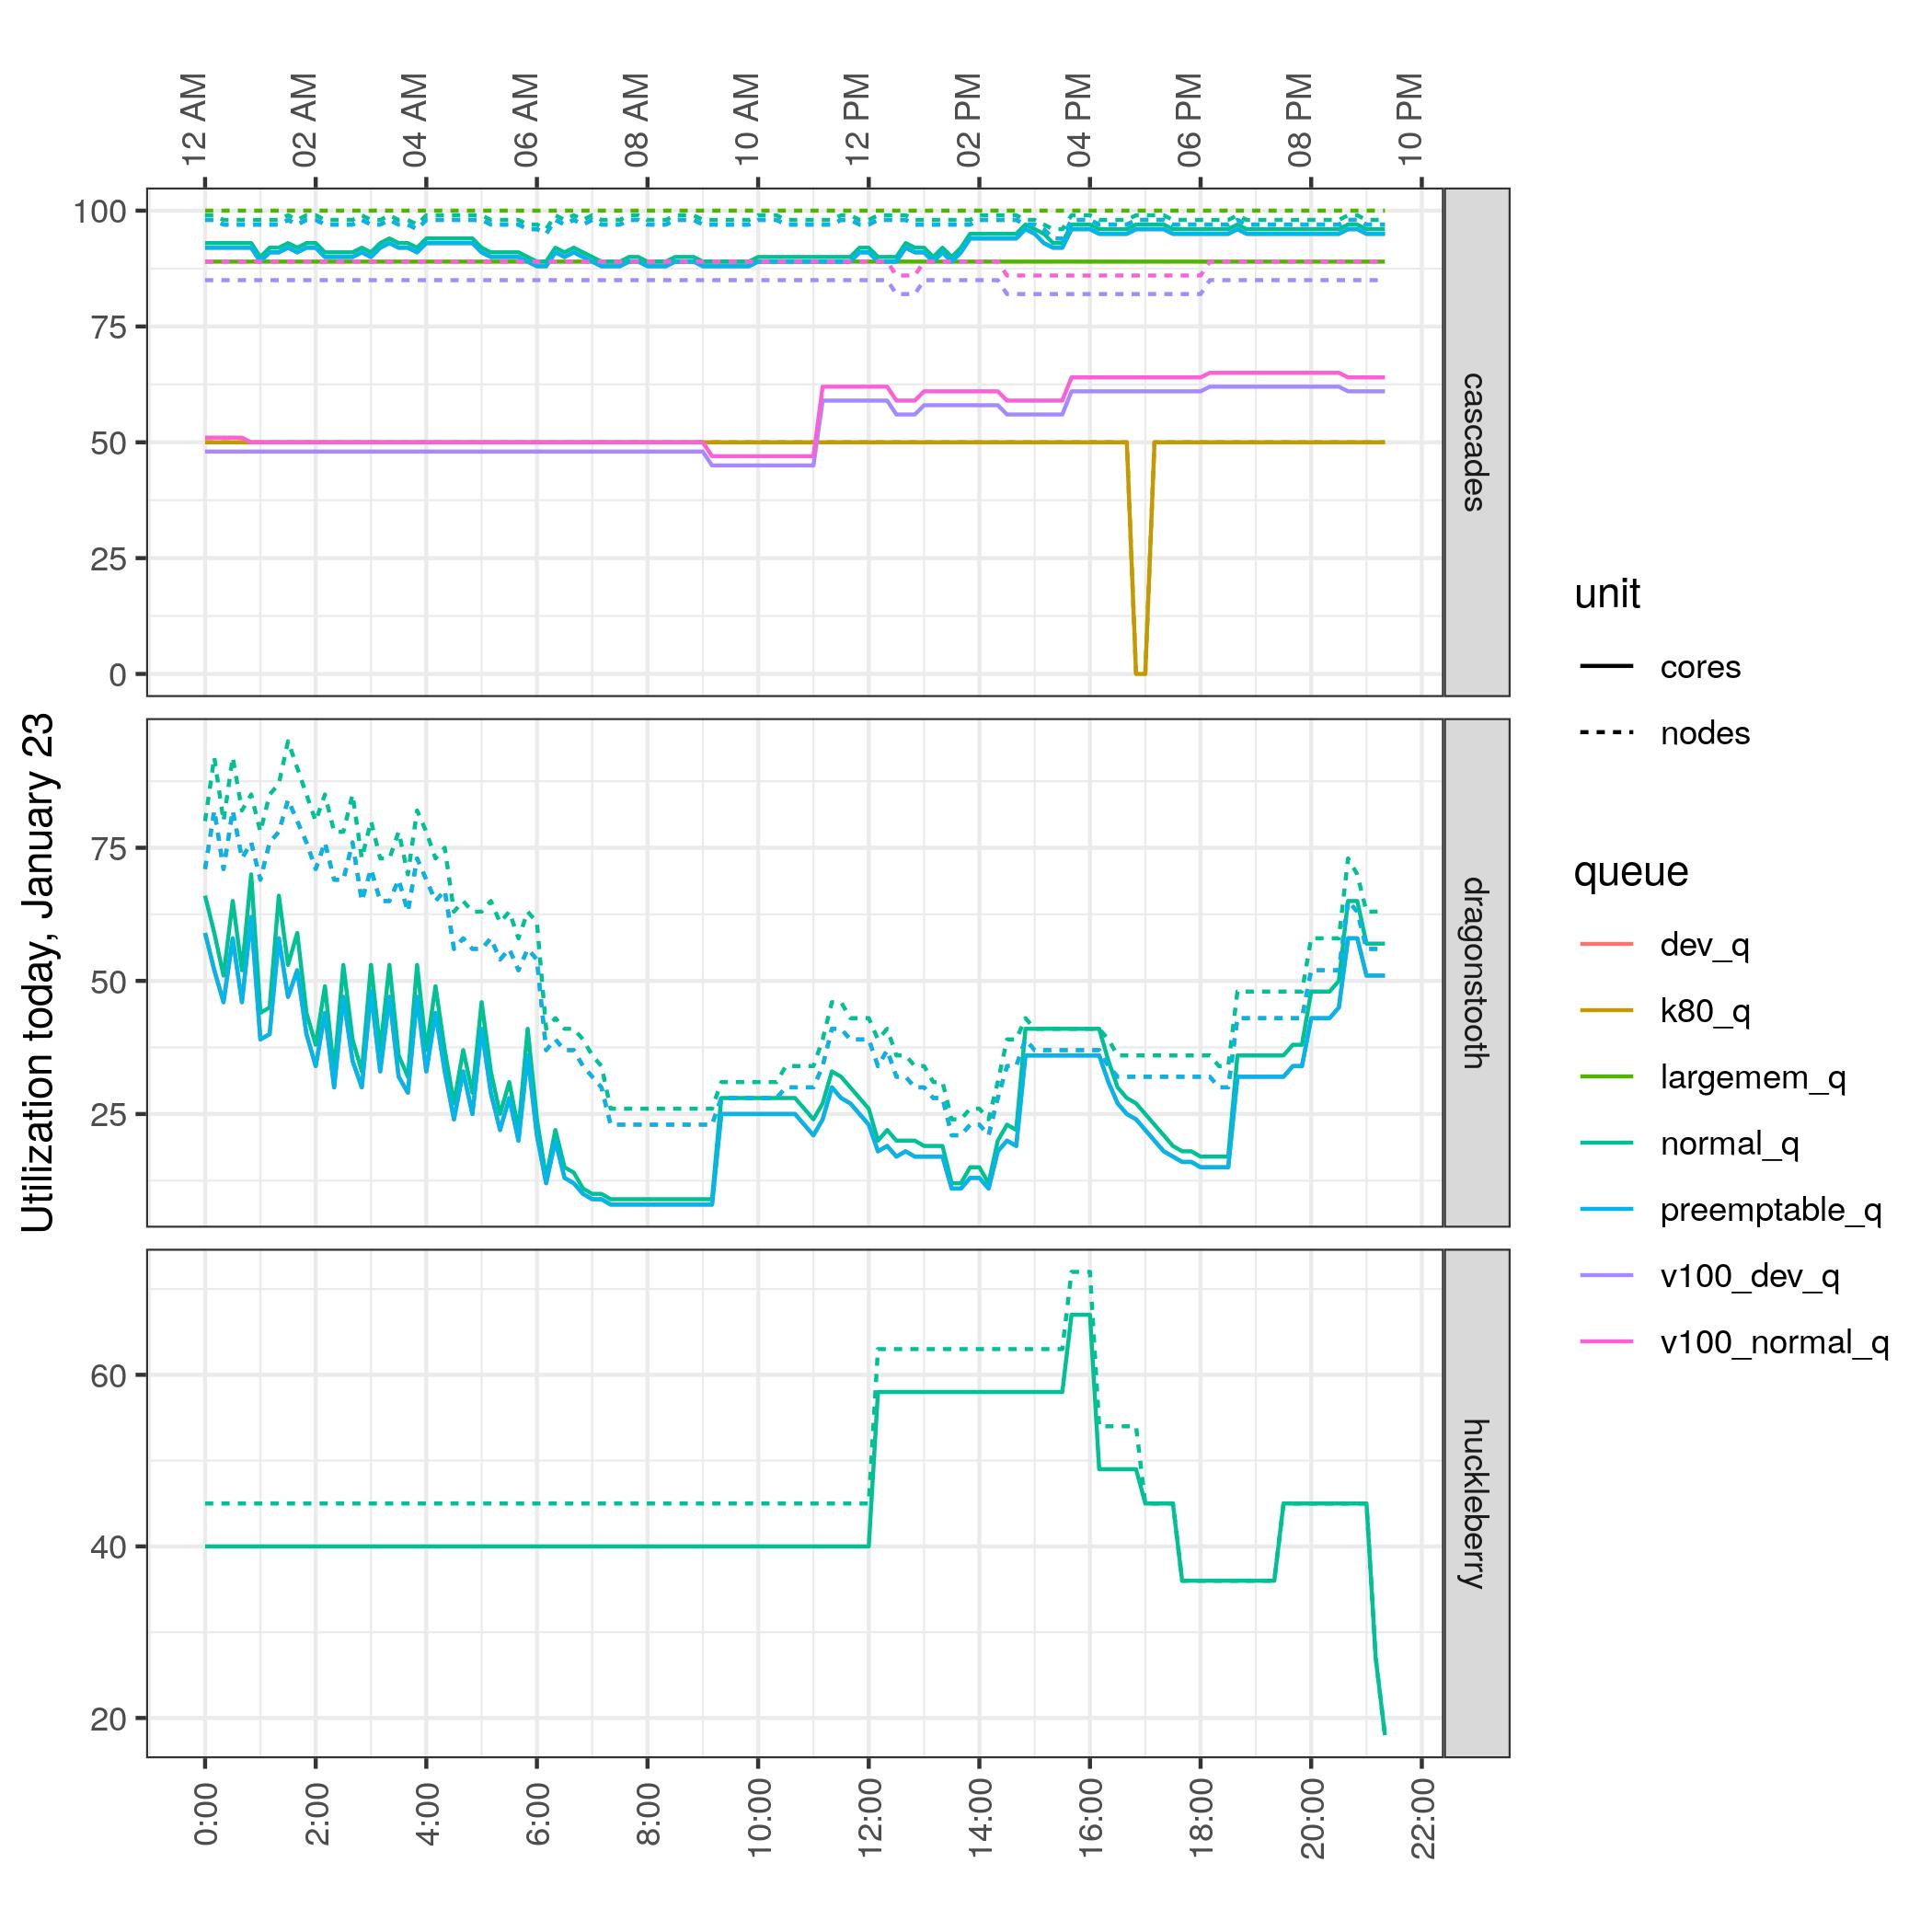 12 AM
02 AM
04 AM
06 AM
08 AM
10 AM
12 PM
02 PM
04 PM
06 PM
08 PM
10 PM
Utilization today, January 23
100
75
50
25
0
cascades
75
50
25
dragonstooth
60
40
20
huckleberry
0:00
2:00
4:00
6:00
8:00
10:00
12:00
14:00
16:00
18:00
20:00
22:00
unit
cores
nodes
queue
dev_q
k80_q
largemem_q
normal_q
preemptable_q
v100_dev_q
v100_normal_q